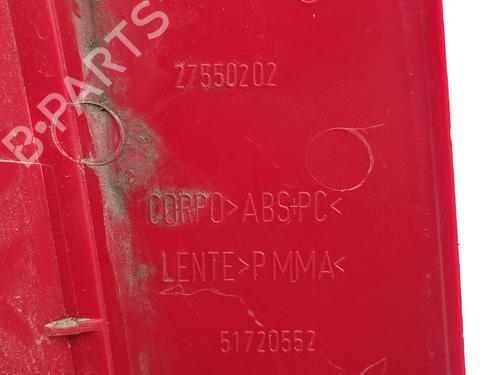 27550202
B-PARTS
CORPO>ABS+PC<
LENTE>PMMA<
51720552